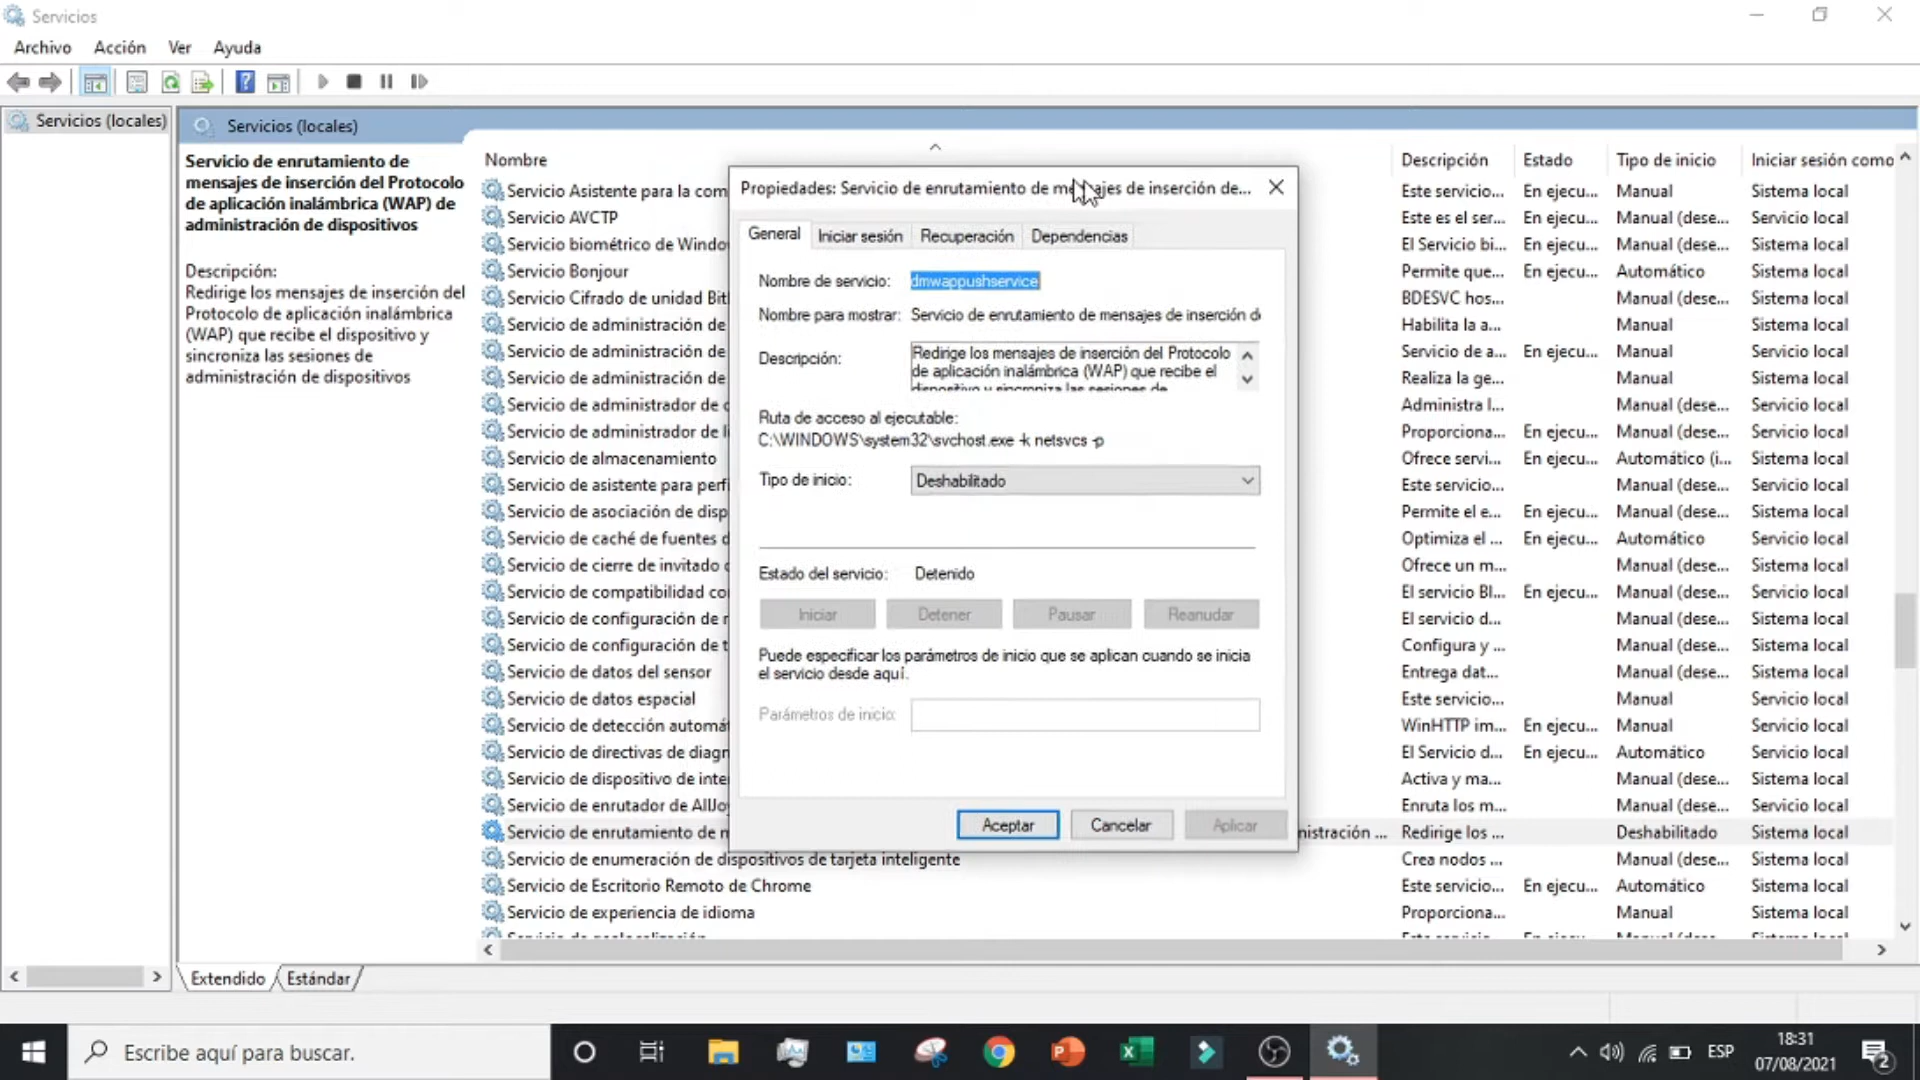 Servicios
Archivo Acción Ver Ayuda
Servicios (locales)
Servicios (locales)
Servicio de enrutamiento de
mensajes de inserción del Protocolo
de aplicación inalámbrica (WAP) de
administración de dispositivos
Descripción:
Redirige los mensajes de inserción del
Protocolo de aplicación inalámbrica
(WAP) que recibe el dispositivo y
sincroniza las sesiones de
administración de dispositivos
Nombre Descripción Estado Tipo de inicio Iniciar sesión como
Servicio Asistente para la com Este servicio... En ejecu... Manual Sistema local
Servicio AVCTP Este es el ser... En ejecu... Manual (dese... Servicio local
Servicio biométrico de Windo El Servicio bi... En ejecu... Manual (dese... Sistema local
Servicio Bonjour Permite que... En ejecu... Automático Sistema local
Servicio Cifrado de unidad Bit BDESVC hos... Manual (dese... Sistema local
Servicio de administración de Habilita la a... Manual Sistema local
Servicio de administración de Servicio de a... En ejecu... Manual (dese... Sistema local
Servicio de administración de Realiza la ge... Manual Sistema local
Servicio de administrador de Administra l... Manual (dese... Sistema local
Servicio de administrador de Proporciona... En ejecu... Manual (dese... Sistema local
Servicio de almacenamiento Ofrece servi... En ejecu... Automático (i... Sistema local
Servicio de asistente para perfi Este servicio... Manual (dese... Servicio local
Servicio de asociación de disp Permite el e... En ejecu... Manual (dese... Sistema local
Servicio de caché de fuentes d Optimiza el ... En ejecu... Automático Servicio local
Servicio de cierre de invitado Ofrece un m... Manual (dese... Sistema local
Servicio de compatibilidad co El servicio Bl... En ejecu... Manual (dese... Servicio local
Servicio de configuración de El servicio d... Manual (dese... Sistema local
Servicio de configuración de t Configura y ... Manual (dese... Sistema local
Servicio de datos del sensor Entrega dat... Manual (dese... Sistema local
Servicio de datos espacial Este servicio... Manual Servicio local
Servicio de detección automát WinHTTP im... En ejecu... Manual Servicio local
Servicio de directivas de diagn El Servicio d... En ejecu... Automático Servicio local
Servicio de dispositivo de inte Activa y ma... Manual (dese... Sistema local
Servicio de enrutador de AllJoy Enruta los m... Manual (dese... Servicio local
Servicio de enrutamiento de nistración ... Redirige los ... Deshabilitado Sistema local
Servicio de enumeración de dispositivos de tarjeta inteligente Crea nodos ... Manual (dese... Sistema local
Servicio de Escritorio Remoto de Chrome Este servicio... En ejecu... Automático Sistema local
Servicio de experiencia de idioma Proporciona... Manual Sistema local
Propiedades: Servicio de enrutamiento de mensajes de inserción de...
General Iniciar sesión Recuperación Dependencias
Nombre de servicio: dmwappushservice
Nombre para mostrar: Servicio de enrutamiento de mensajes de inserción de
Descripción: Redirige los mensajes de inserción del Protocolo
de aplicación inalámbrica (WAP) que recibe el
dispositivo y sincroniza las sesiones de
Ruta de acceso al ejecutable:
C:\WINDOWS\system32\svchost.exe -k netsvcs -p
Tipo de inicio: Deshabilitado
Estado del servicio: Detenido
Iniciar Detener Pausar Reanudar
Puede especificar los parámetros de inicio que se aplican cuando se inicia
el servicio desde aquí.
Parámetros de inicio:
Aceptar Cancelar Aplicar
Extendido Estándar
Escribe aquí para buscar.
ESP
18:31
07/08/2021
2